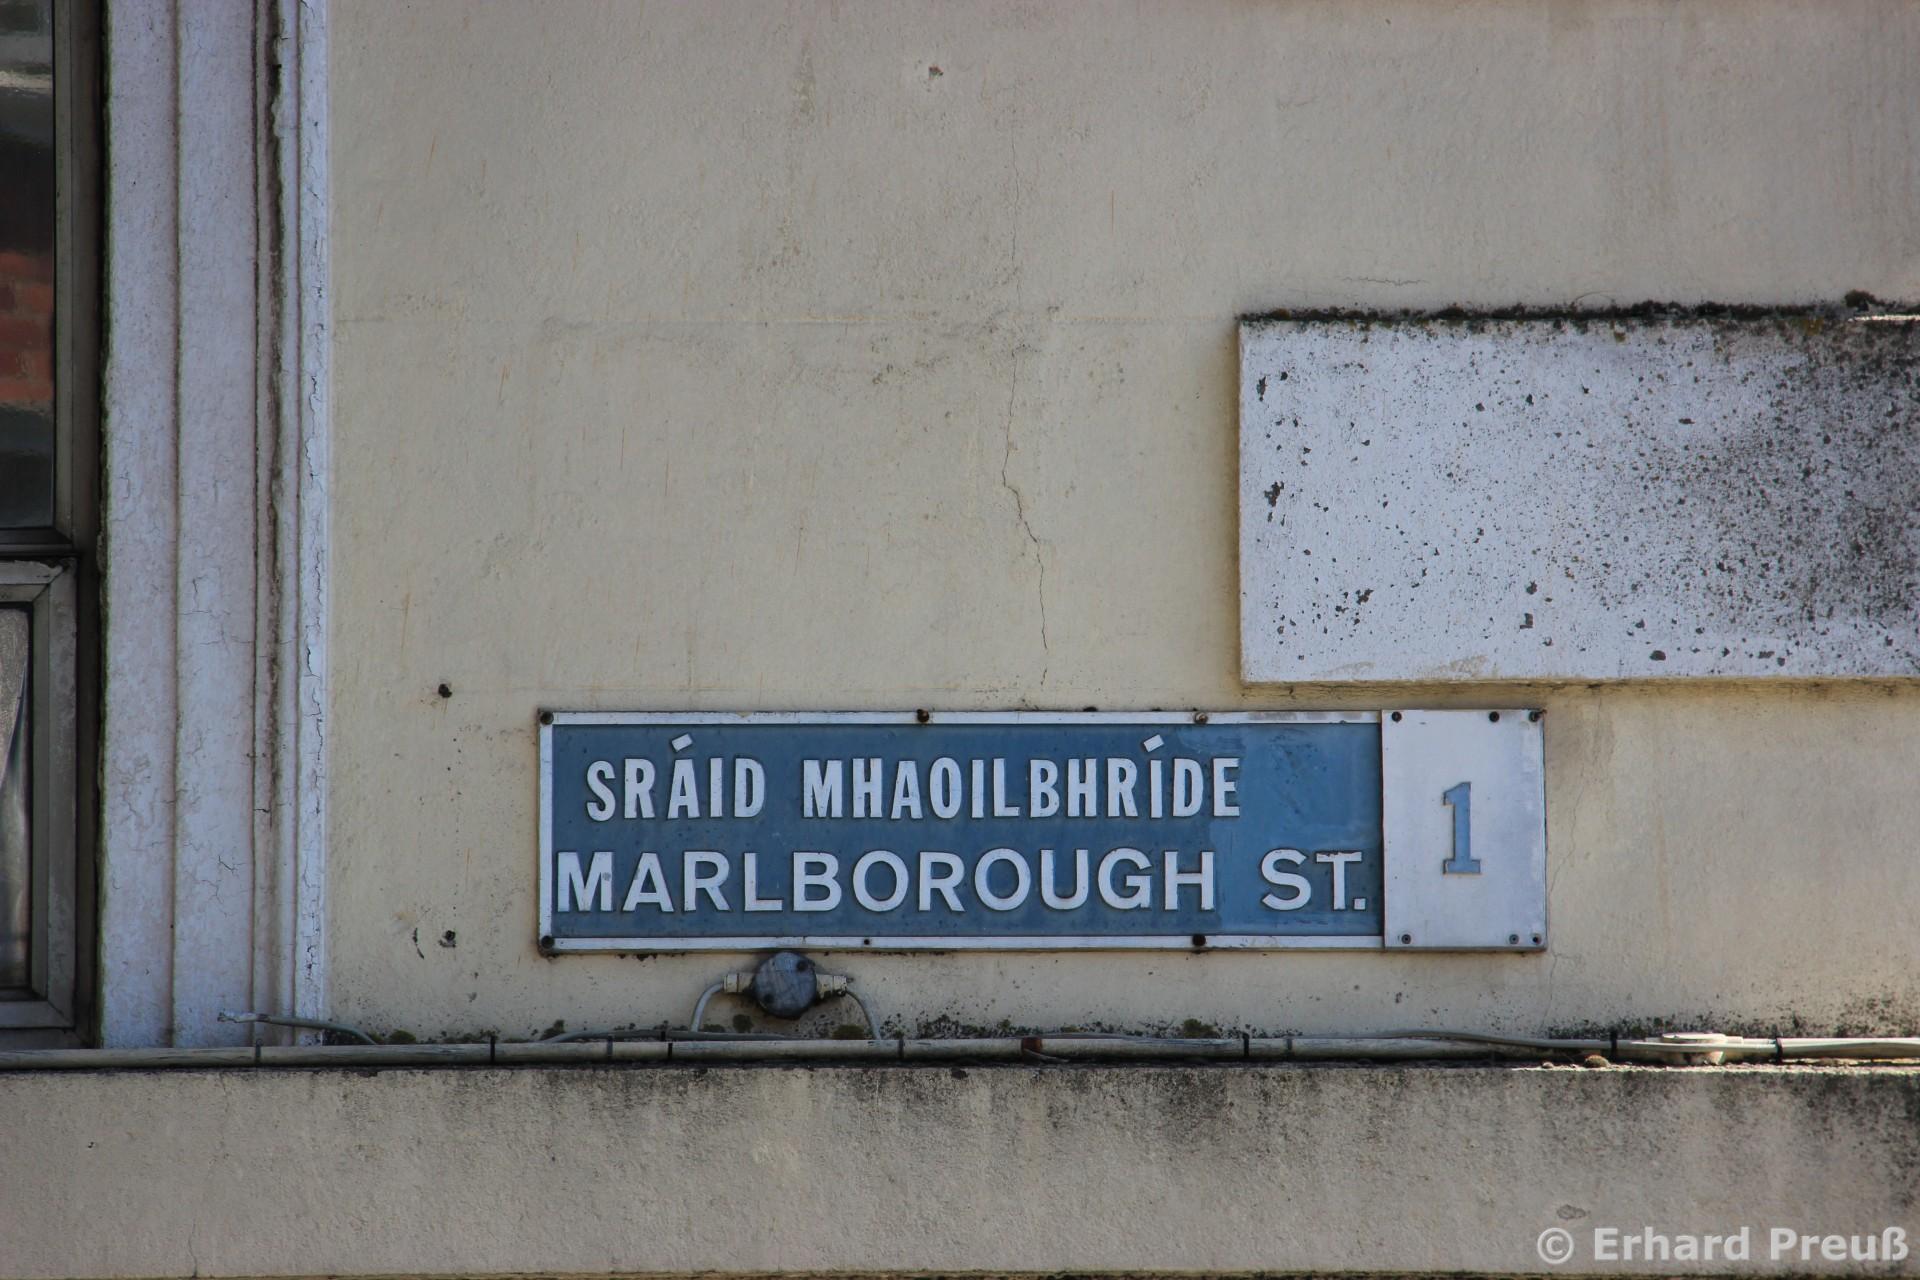 SRÁID MHAOILBHRÍDE
MARLBOROUGH ST.
1
© Erhard Preuß